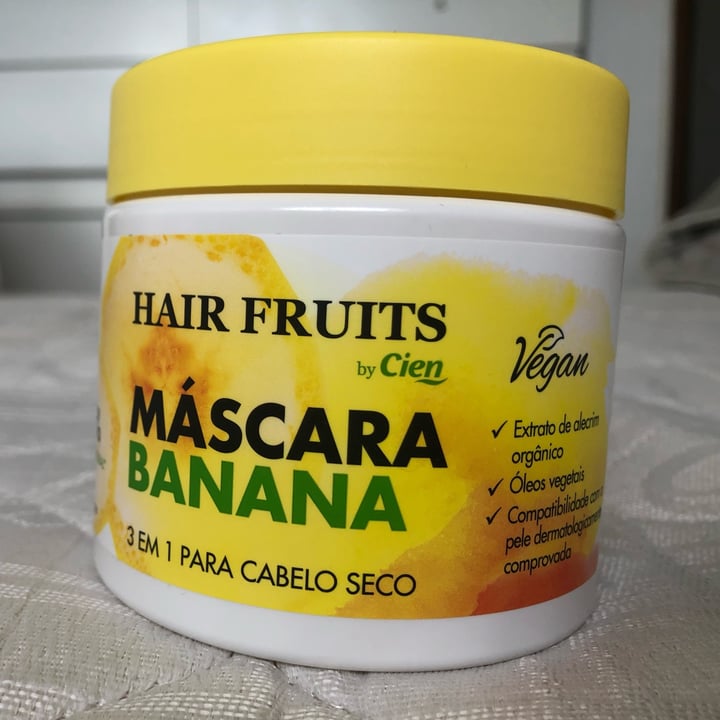 HAIR FRUITS
by Cien
MÁSCARA
BANANA
3 EM 1 PARA CABELO SECO
Vegan
✓ Extrato de alecrim
orgânico
✓ Óleos vegetais
✓ Compatibilidade com
pele dermatologicamente
comprovada